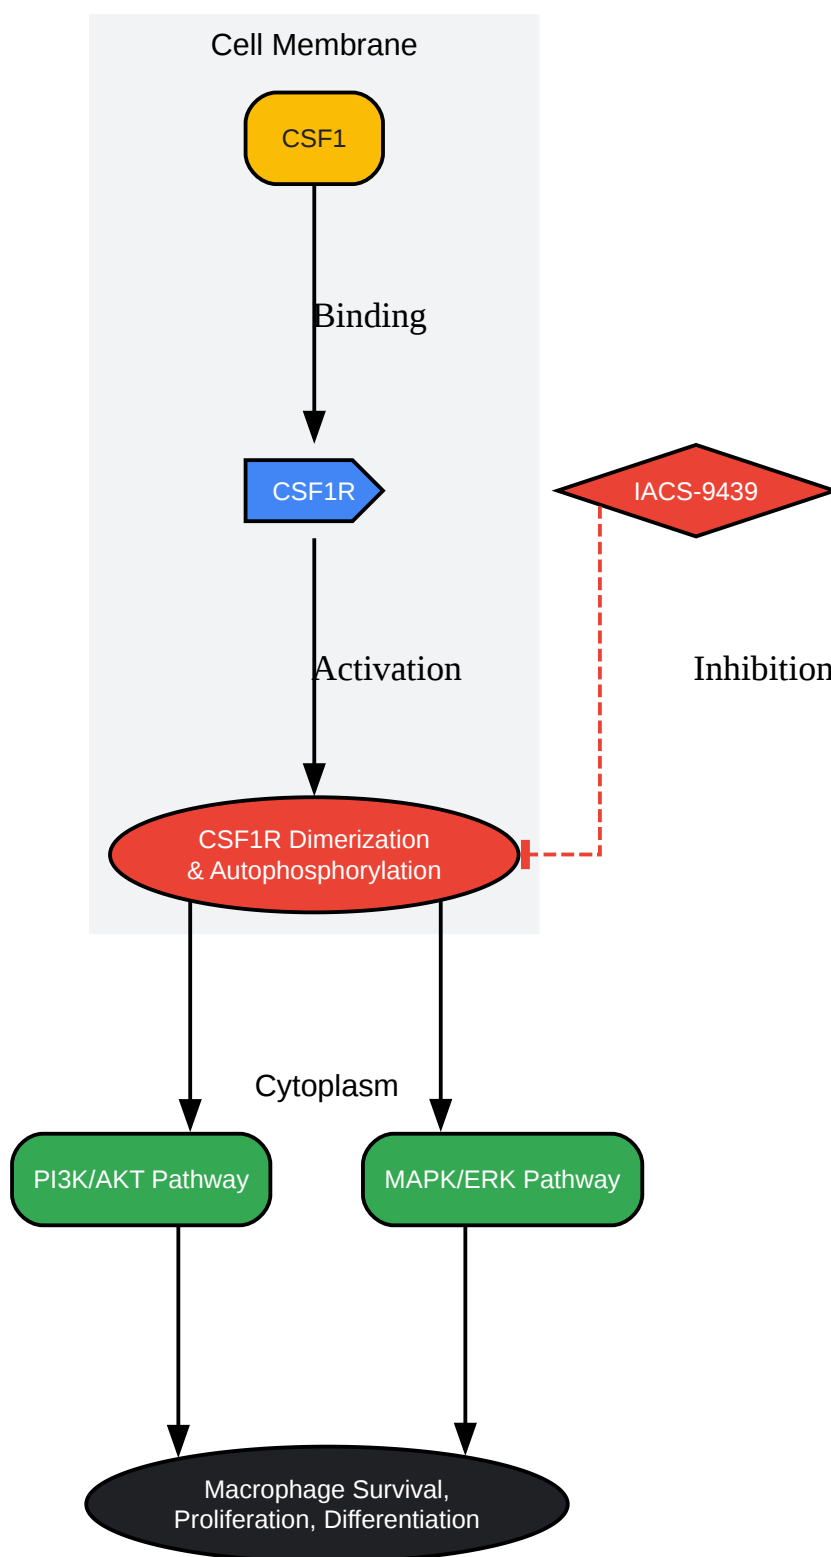 Cell Membrane
CSF1
Binding
CSF1R
IACS-9439
Activation
Inhibition
CSF1R Dimerization
& Autophosphorylation
Cytoplasm
PI3K/AKT Pathway
MAPK/ERK Pathway
Macrophage Survival,
Proliferation, Differentiation